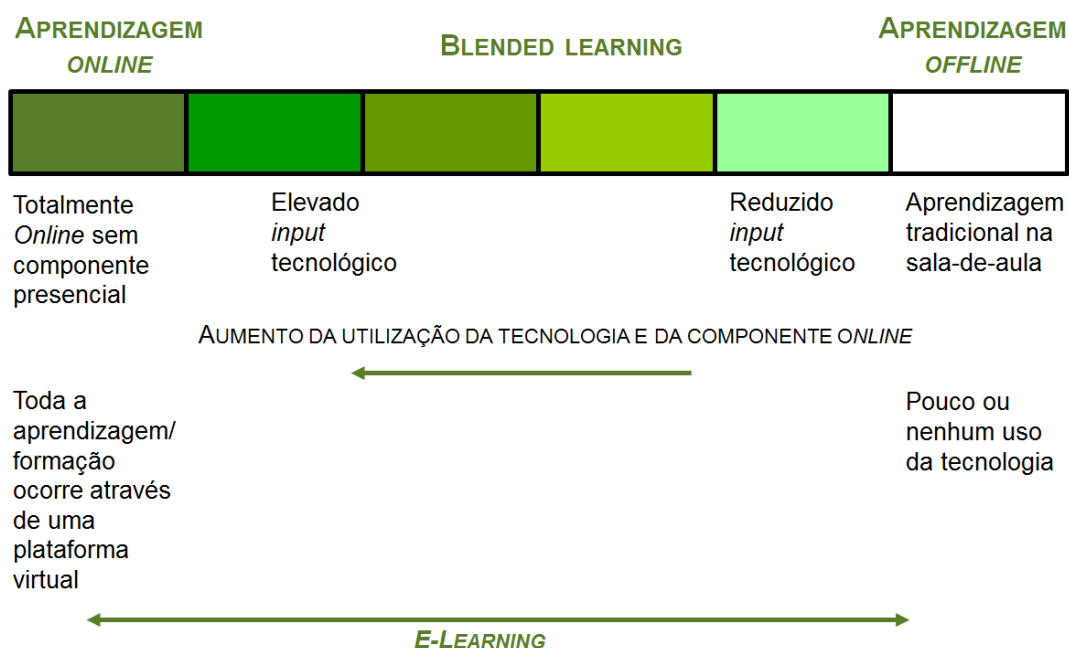 APRENDIZAGEM
ONLINE
BLENDED LEARNING
APRENDIZAGEM
OFFLINE
Totalmente
Online sem
componente
presencial
Elevado
input
tecnológico
Reduzido
input
tecnológico
Aprendizagem
tradicional na
sala-de-aula
AUMENTO DA UTILIZAÇÃO DA TECNOLOGIA E DA COMPONENTE ONLINE
Toda a
aprendizagem/
formação
ocorre através
de uma
plataforma
virtual
Pouco ou
nenhum uso
da tecnologia
E-LEARNING